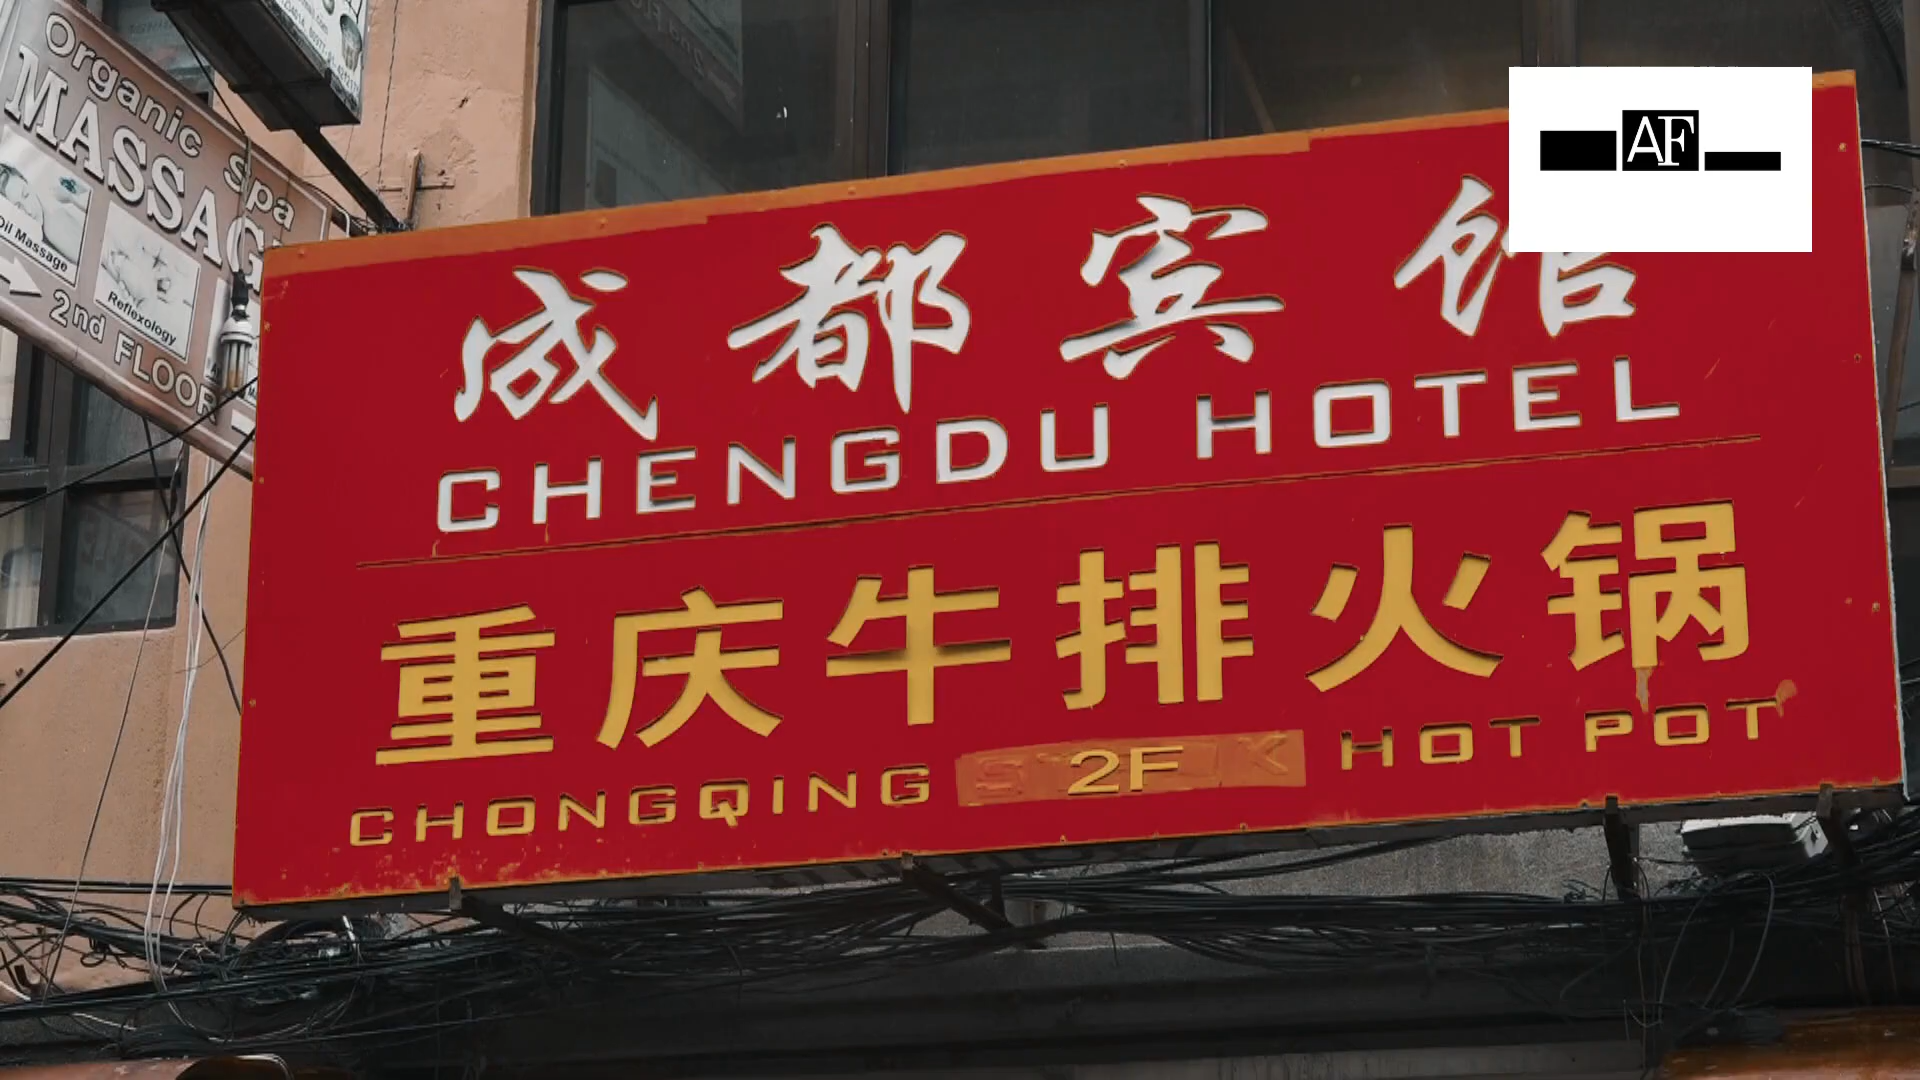 Organic Spa
MASSAGE
Oil Massage
Reflexology
2nd FLOOR
AF
成都宾馆
CHENGDU HOTEL
重庆牛排火锅
CHONGQING 2F HOT POT